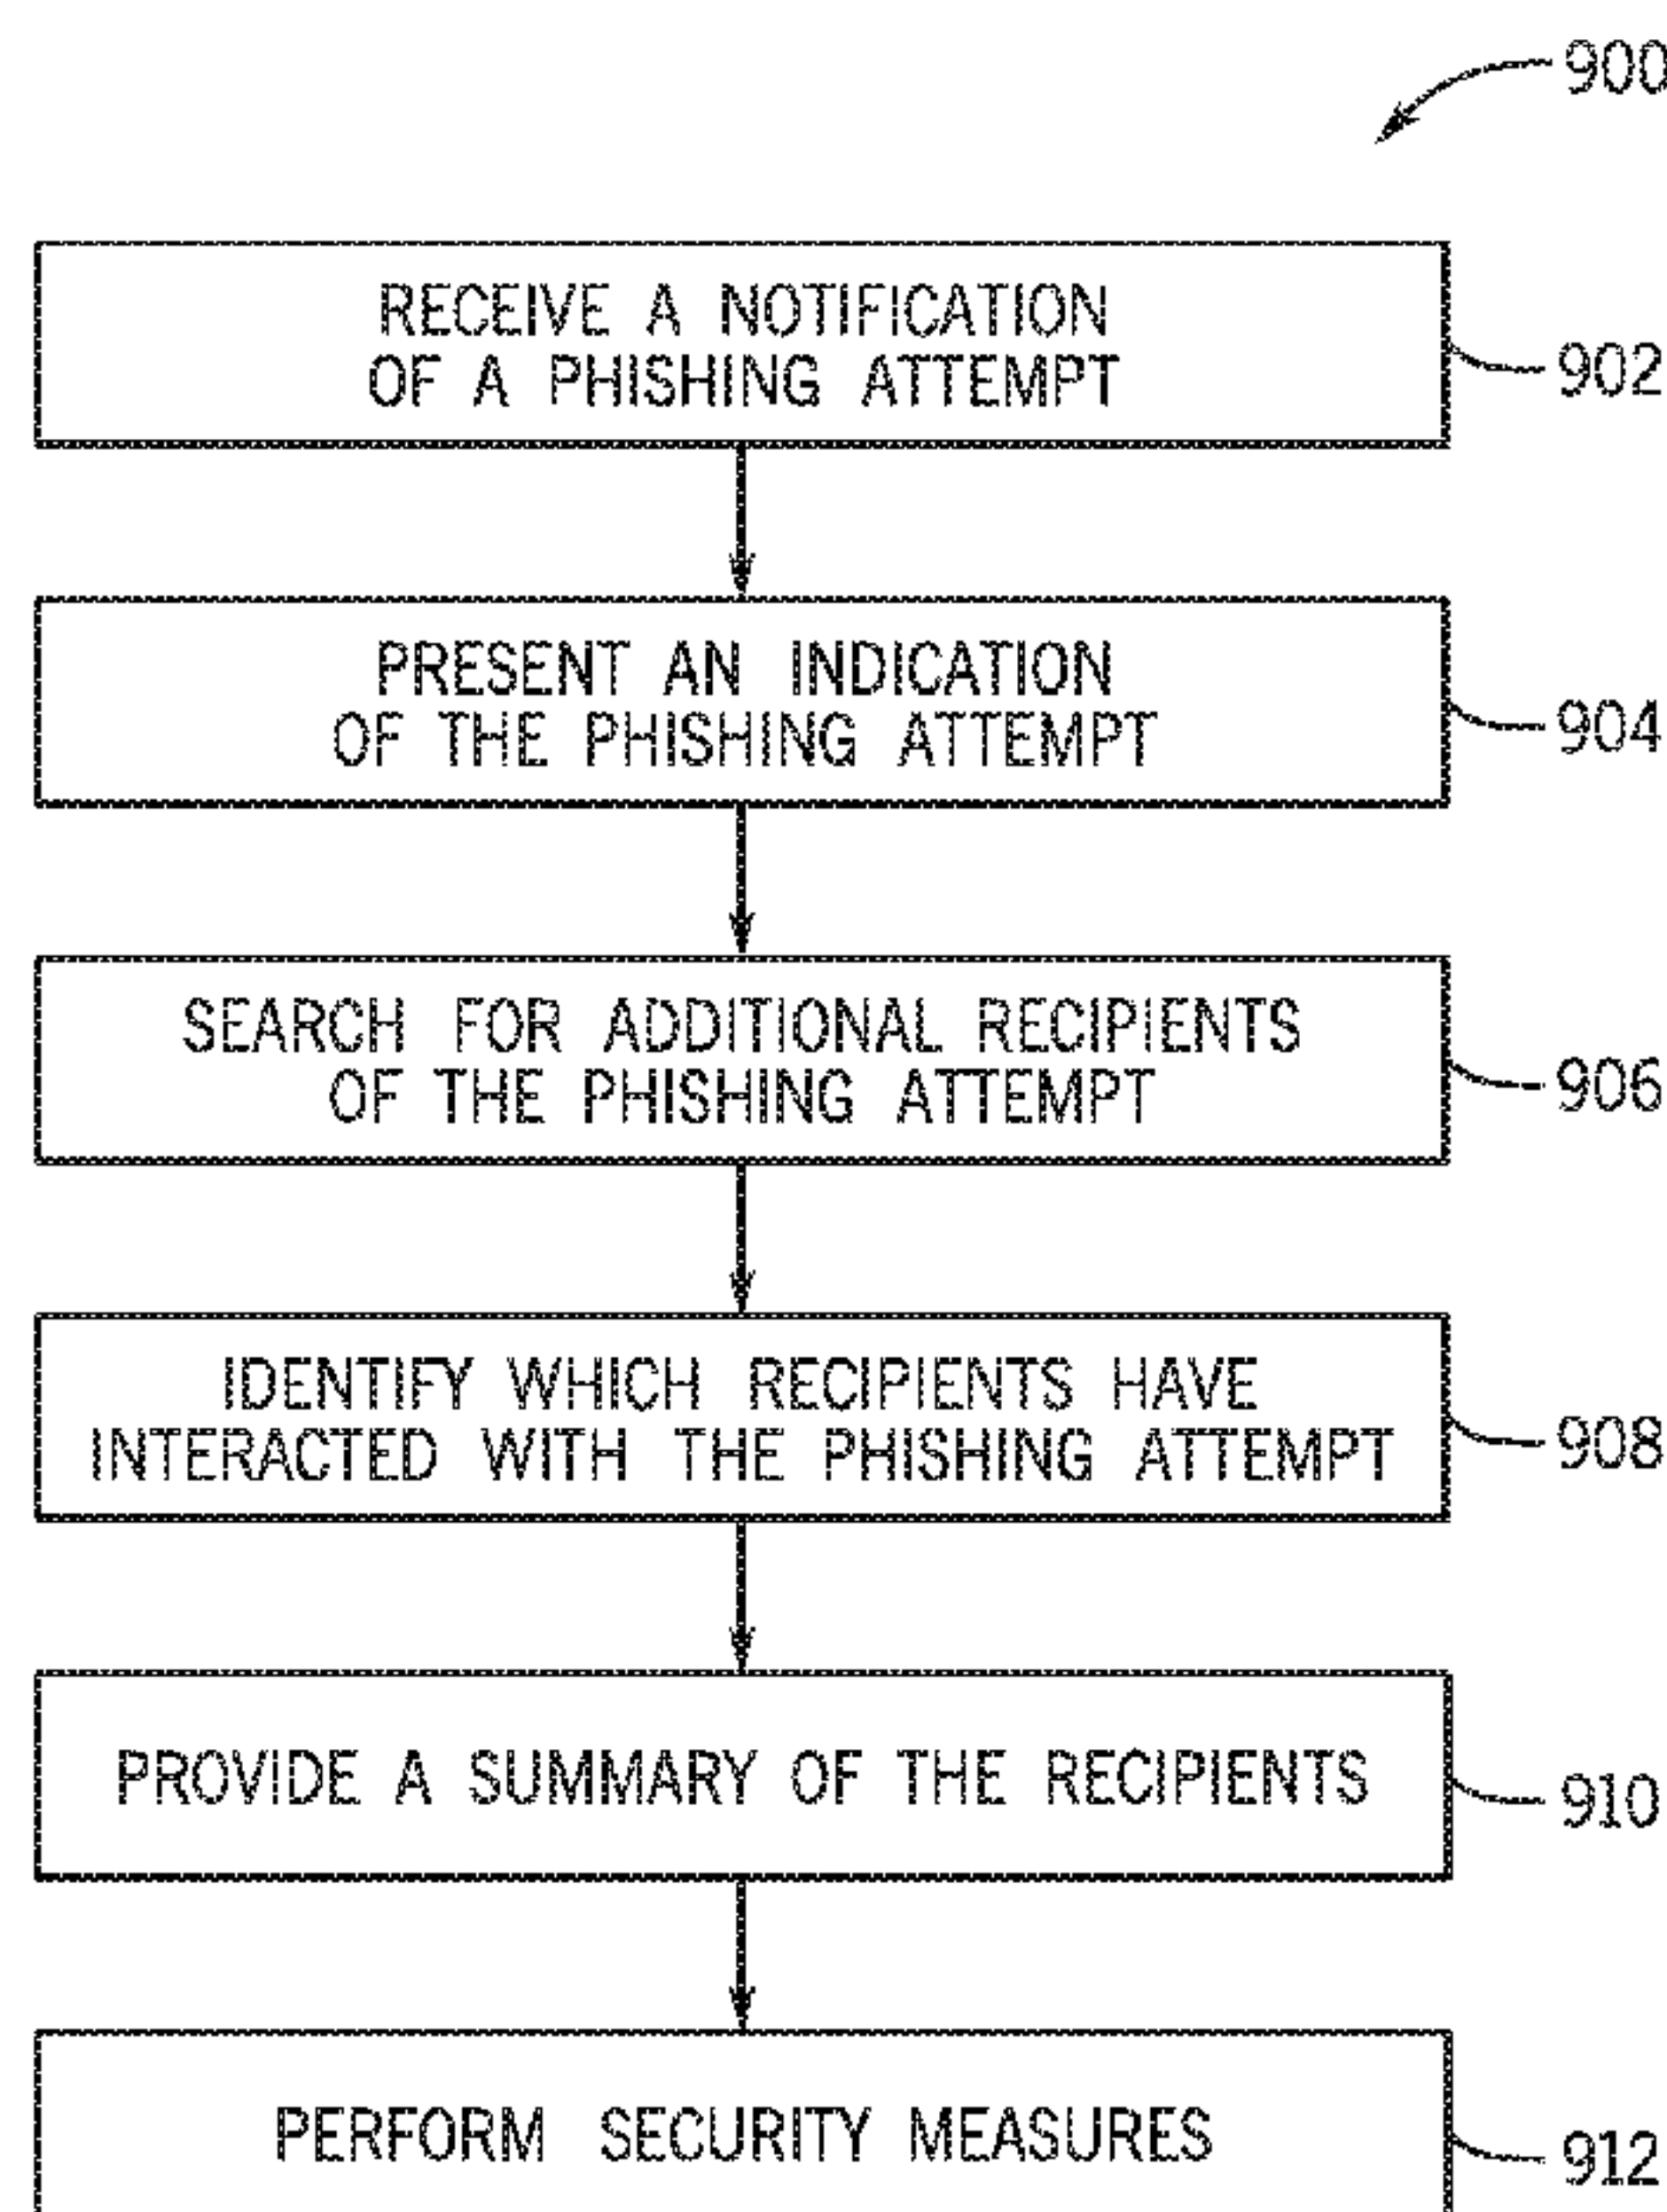 900
RECEIVE A NOTIFICATION
OF A PHISHING ATTEMPT
902
PRESENT AN INDICATION
OF THE PHISHING ATTEMPT
904
SEARCH FOR ADDITIONAL RECIPIENTS
OF THE PHISHING ATTEMPT
906
IDENTIFY WHICH RECIPIENTS HAVE
INTERACTED WITH THE PHISHING ATTEMPT
908
PROVIDE A SUMMARY OF THE RECIPIENTS
910
PERFORM SECURITY MEASURES
912